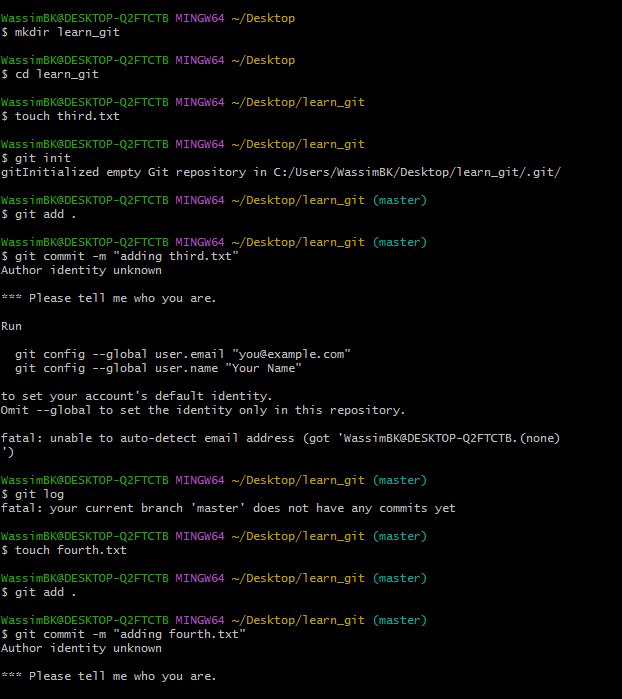 WassimBK@DESKTOP-Q2FTCTB MINGW64 ~/Desktop
$ mkdir learn_git
WassimBK@DESKTOP-Q2FTCTB MINGW64 ~/Desktop
$ cd learn_git
WassimBK@DESKTOP-Q2FTCTB MINGW64 ~/Desktop/learn_git
$ touch third.txt
WassimBK@DESKTOP-Q2FTCTB MINGW64 ~/Desktop/learn_git
$ git init
gitInitialized empty Git repository in C:/Users/WassimBK/Desktop/learn_git/.git/
WassimBK@DESKTOP-Q2FTCTB MINGW64 ~/Desktop/learn_git (master)
$ git add .
WassimBK@DESKTOP-Q2FTCTB MINGW64 ~/Desktop/learn_git (master)
$ git commit -m "adding third.txt"
Author identity unknown
*** Please tell me who you are.
Run
git config --global user.email "you@example.com"
git config --global user.name "Your Name"
to set your account's default identity.
Omit --global to set the identity only in this repository.
fatal: unable to auto-detect email address (got 'WassimBK@DESKTOP-Q2FTCTB.(none)
')
WassimBK@DESKTOP-Q2FTCTB MINGW64 ~/Desktop/learn_git (master)
$ git log
fatal: your current branch 'master' does not have any commits yet
WassimBK@DESKTOP-Q2FTCTB MINGW64 ~/Desktop/learn_git (master)
$ touch fourth.txt
WassimBK@DESKTOP-Q2FTCTB MINGW64 ~/Desktop/learn_git (master)
$ git add .
WassimBK@DESKTOP-Q2FTCTB MINGW64 ~/Desktop/learn_git (master)
$ git commit -m "adding fourth.txt"
Author identity unknown
*** Please tell me who you are.